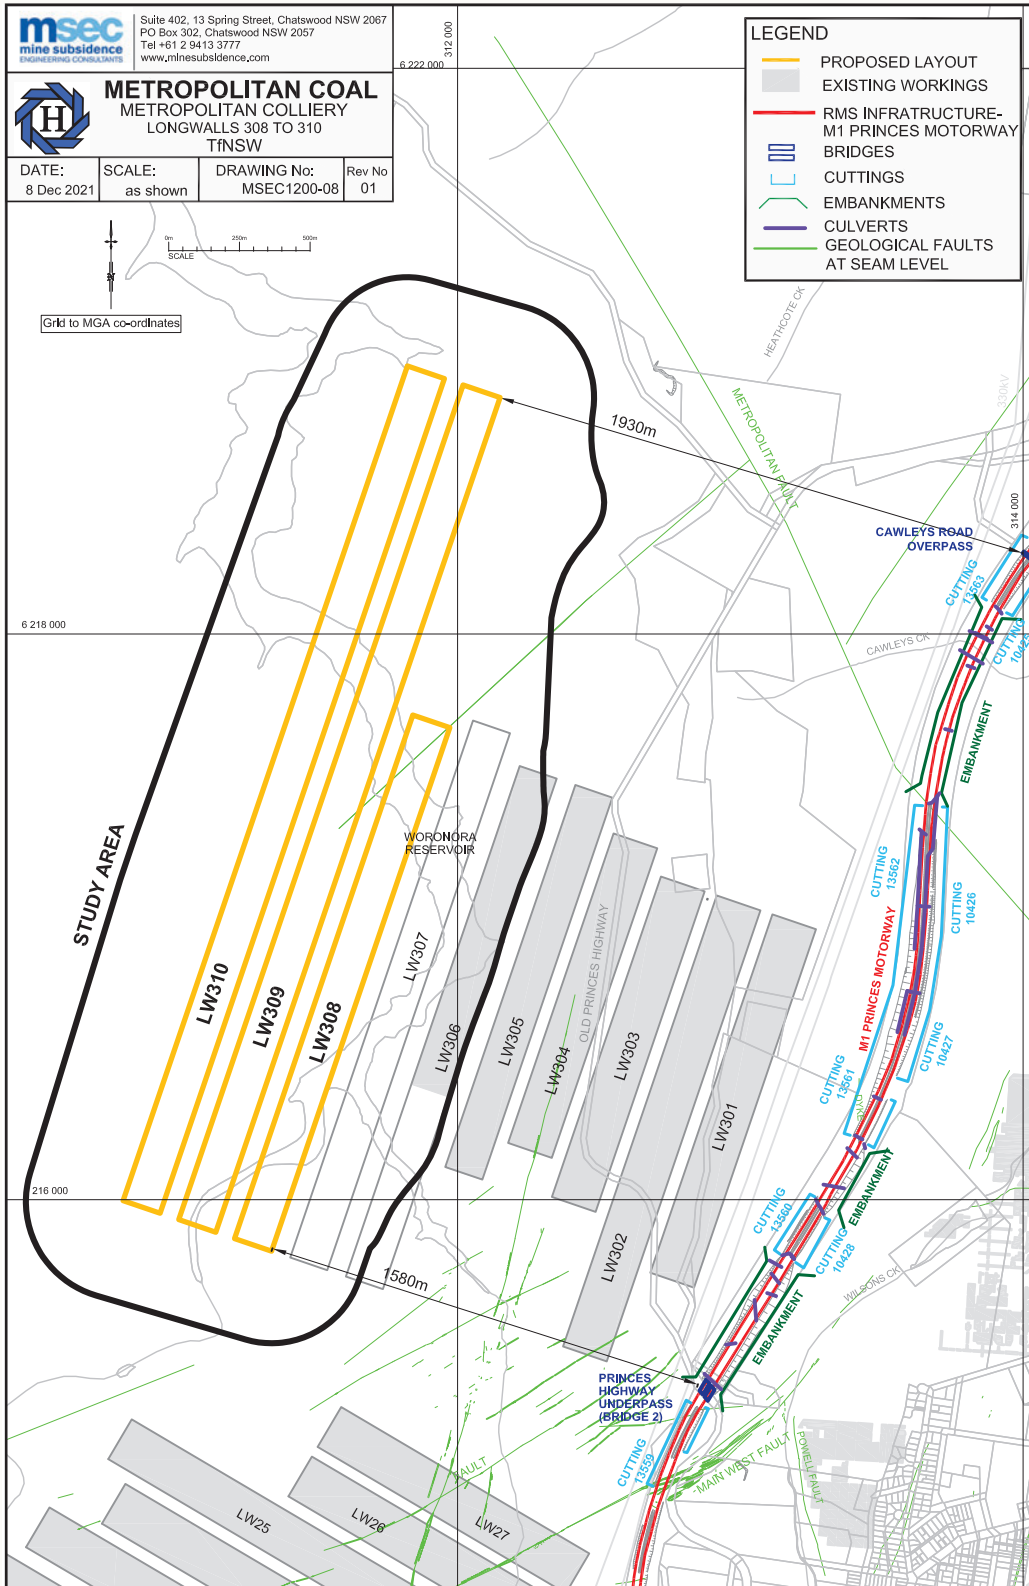 msec
mine subsidence
ENGINEERING CONSULTANTS
Suite 402, 13 Spring Street, Chatswood NSW 2067
PO Box 302, Chatswood NSW 2057
Tel +61 2 9413 3777
www.minesubsidence.com
H
METROPOLITAN COAL
METROPOLITAN COLLIERY
LONGWALLS 308 TO 310
TfNSW
DATE:
8 Dec 2021
SCALE:
as shown
DRAWING No:
MSEC1200-08
Rev No
01
LEGEND
PROPOSED LAYOUT
EXISTING WORKINGS
RMS INFRATRUCTURE-
M1 PRINCES MOTORWAY
BRIDGES
CUTTINGS
EMBANKMENTS
CULVERTS
GEOLOGICAL FAULTS
AT SEAM LEVEL
312 000
6 222 000
0m 250m 500m
SCALE
N
Grid to MGA co-ordinates
HEATHCOTE CK
330kV
METROPOLITAN FAULT
1930m
314 000
CAWLEYS ROAD
OVERPASS
CUTTING
13563
CUTTING
10425
6 218 000
CAWLEYS CK
EMBANKMENT
WORONORA
RESERVOIR
STUDY AREA
CUTTING
13562
CUTTING
10426
M1 PRINCES MOTORWAY
OLD PRINCES HIGHWAY
LW310
LW309
LW308
LW307
LW306
LW305
LW304
LW303
LW301
LW302
CUTTING
10427
CUTTING
13561
DYKE
EMBANKMENT
216 000
CUTTING
13560
CUTTING
10428
WILSONS CK
1580m
EMBANKMENT
PRINCES
HIGHWAY
UNDERPASS
(BRIDGE 2)
CUTTING
13559
MAIN WEST FAULT
POWELL FAULT
FAULT
LW25
LW26
LW27